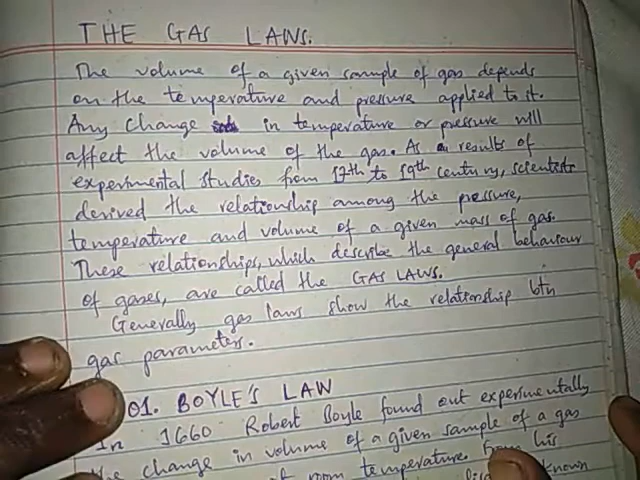 THE GAS LAWS.
The volume of a given sample of gas depends
on the temperature and pressure applied to it.
Any change in temperature or pressure will
affect the volume of the gas. As a results of
experimental studies from 17th to 19th century, scientists
derived the relationship among the pressure,
temperature and volume of a given mass of gas.
These relationships, which describe the general behaviour
of gases, are called the GAS LAWS.
Generally gas laws show the relationship btn
gas parameters.
01. BOYLE'S LAW
In 1660 Robert Boyle found out experimentally
the change in volume of a given sample of a gas
room temperature. From his
known